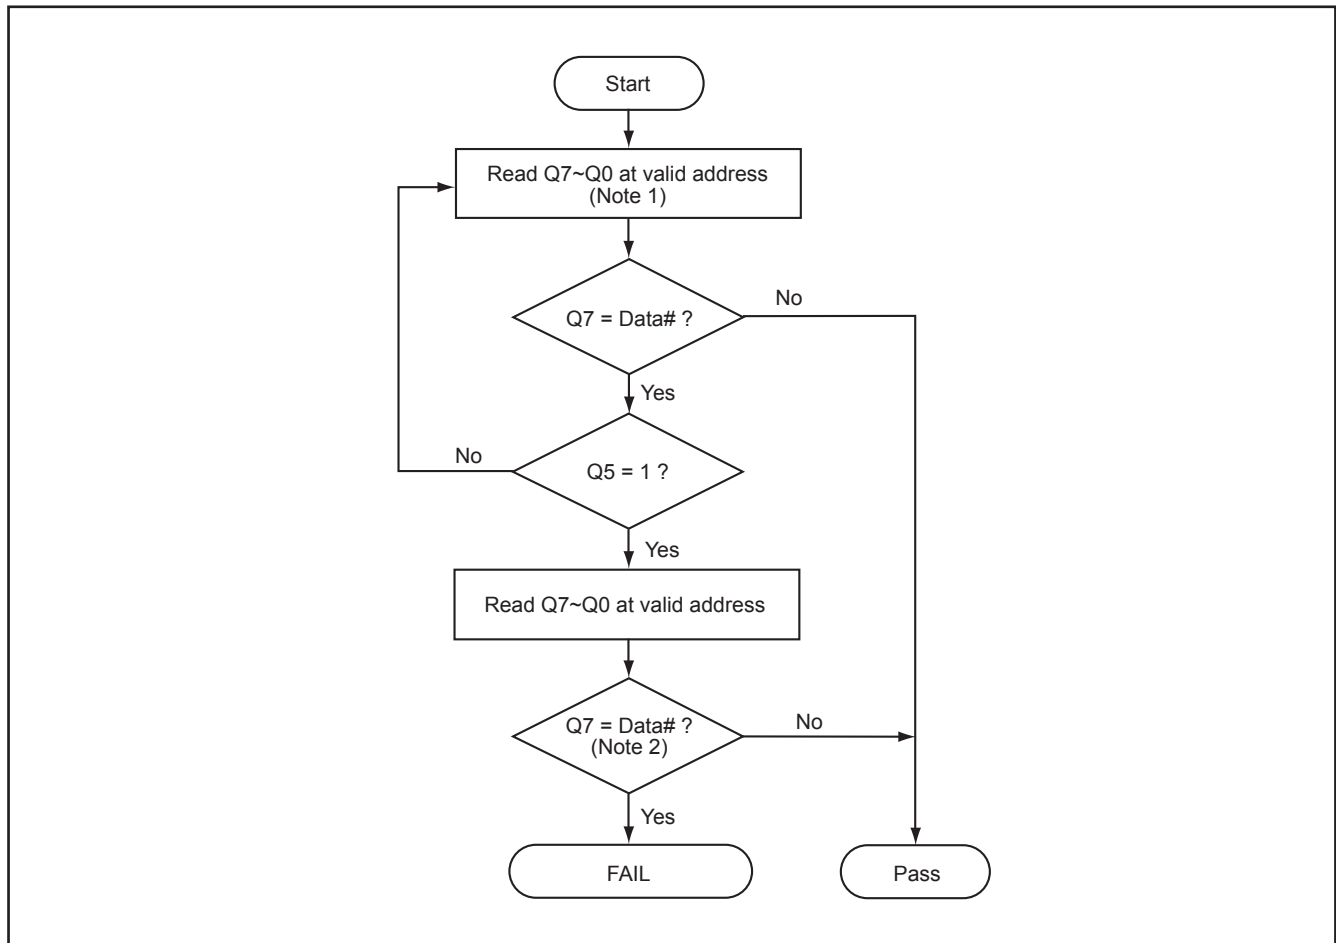 Start
Read Q7~Q0 at valid address
(Note 1)
Q7 = Data# ?
No
Yes
Q5 = 1 ?
No
Yes
Read Q7~Q0 at valid address
Q7 = Data# ?
(Note 2)
No
Yes
FAIL
Pass